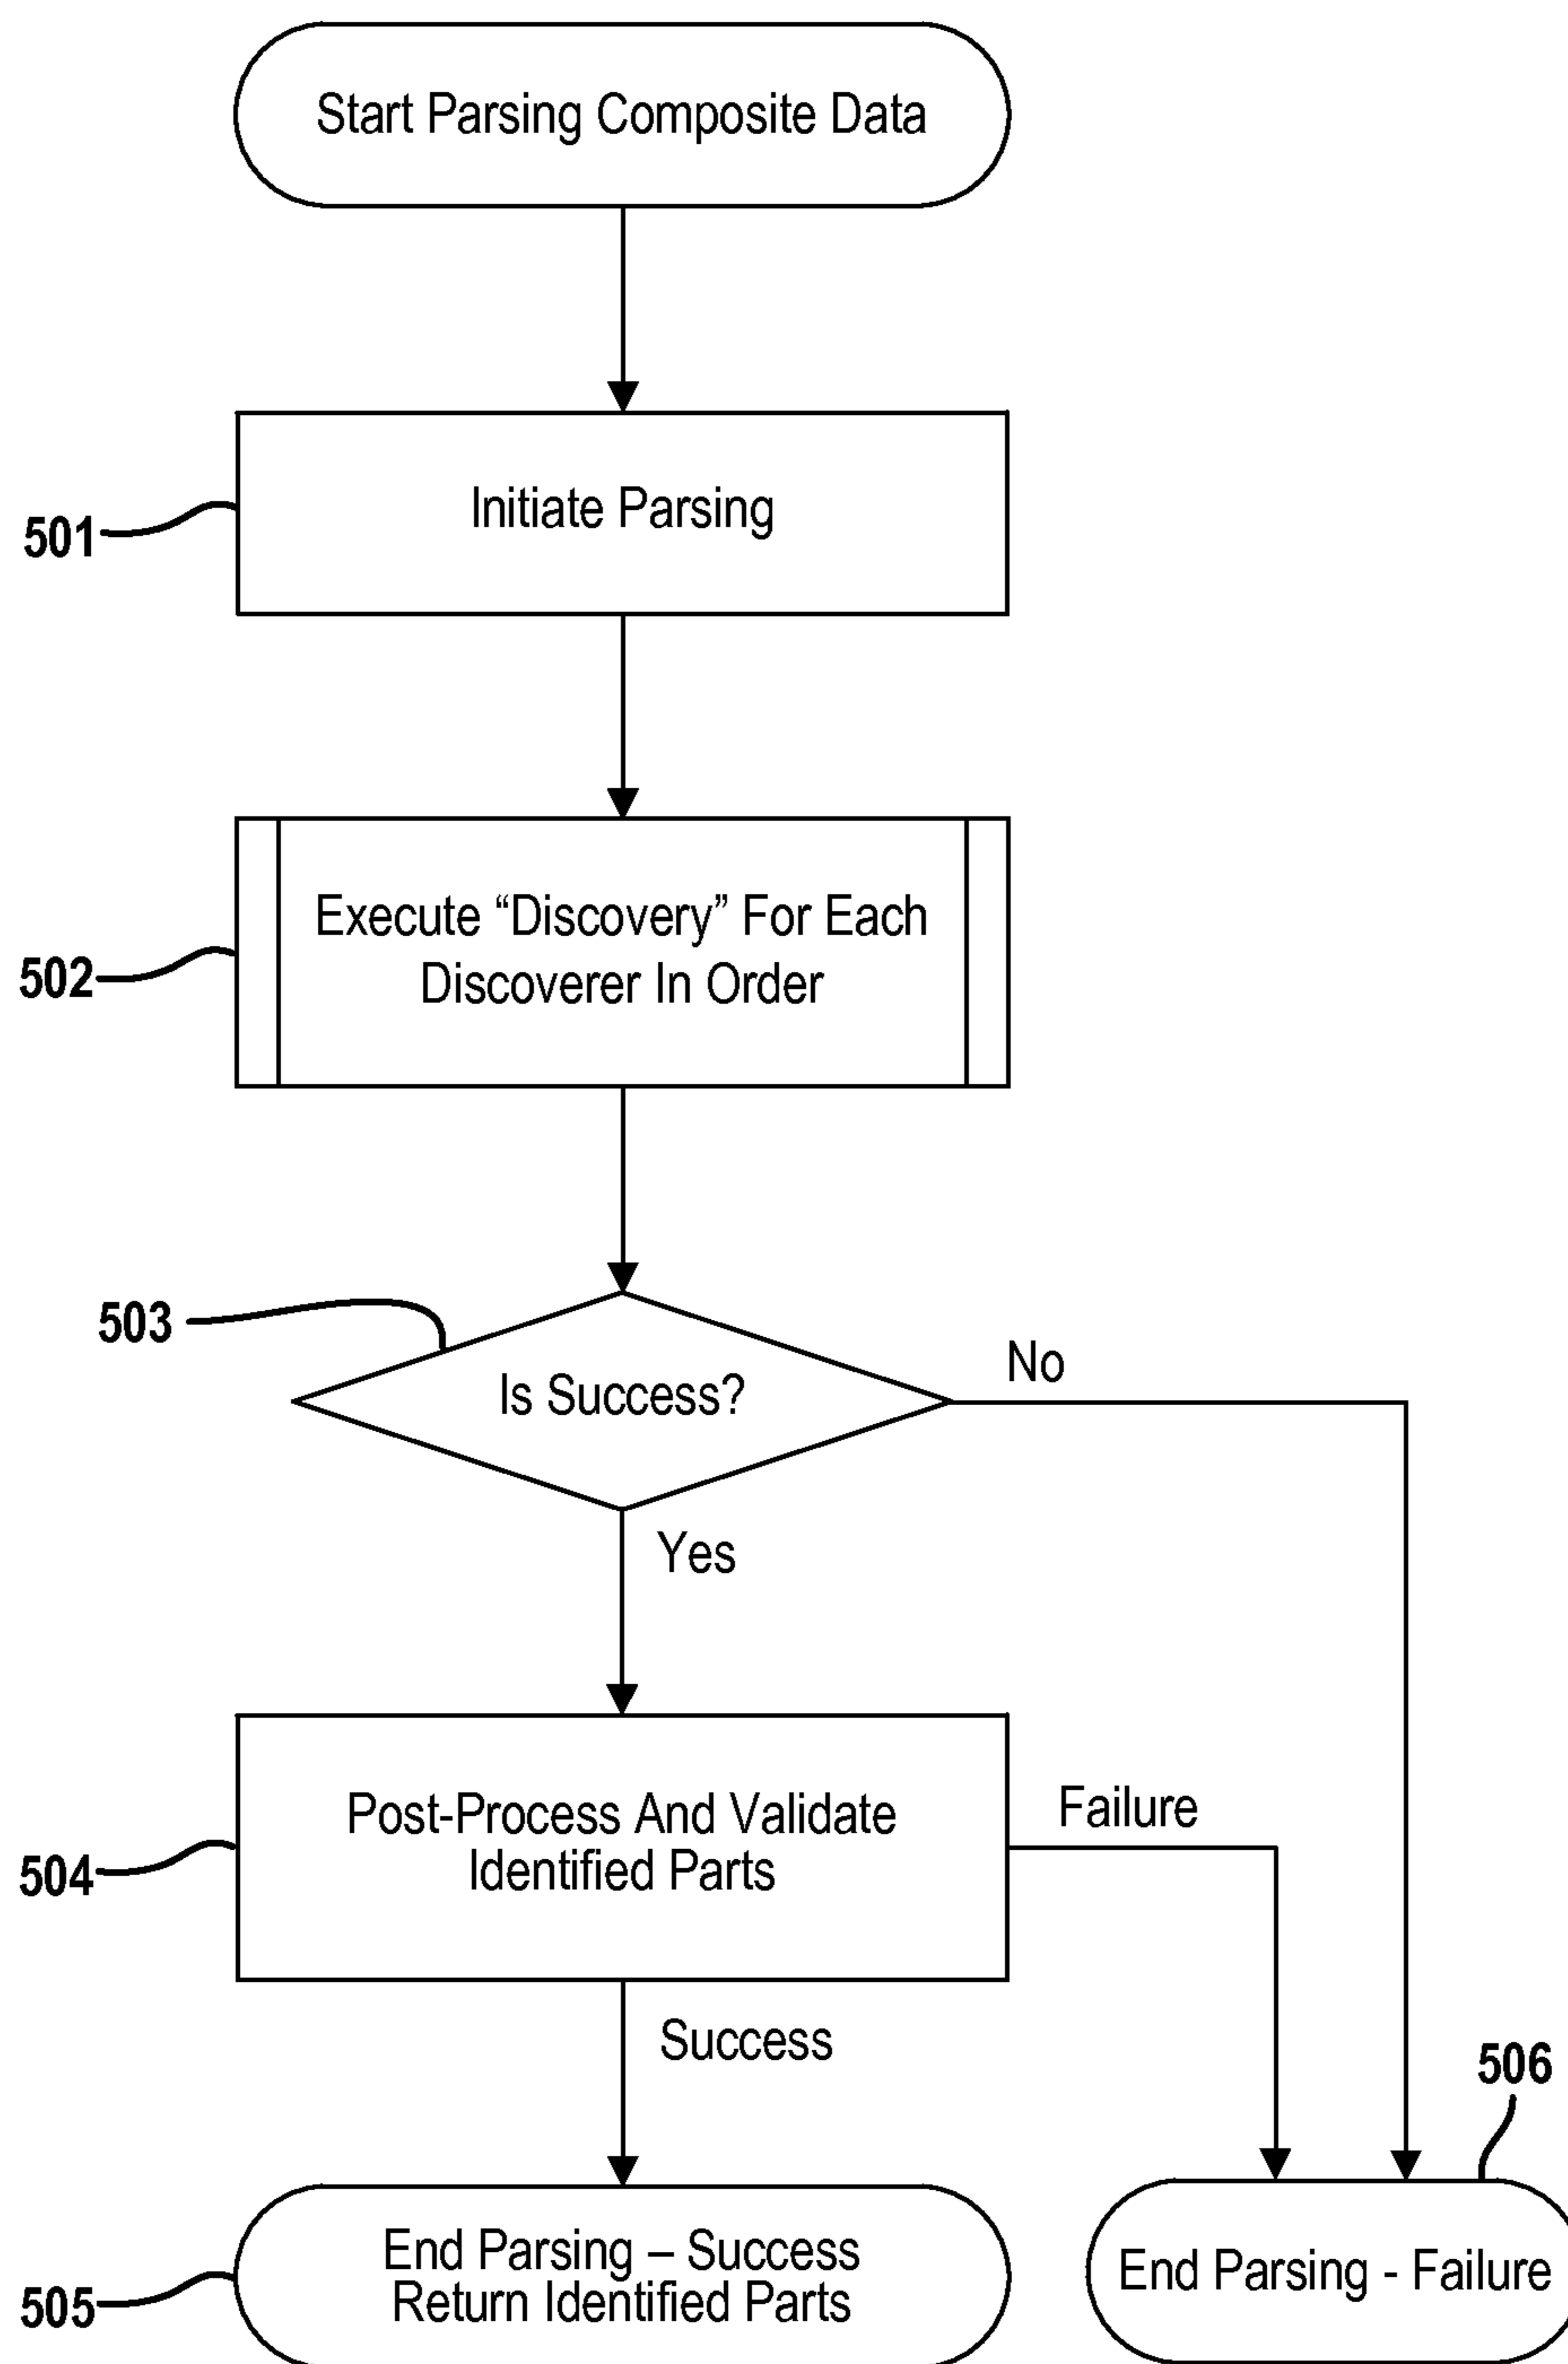 Start Parsing Composite Data
Initiate Parsing
501
Execute “Discovery” For Each
Discoverer In Order
502
503
Is Success?
No
Yes
Post-Process And Validate
Identified Parts
504
Failure
Success
506
End Parsing – Success
Return Identified Parts
505
End Parsing - Failure